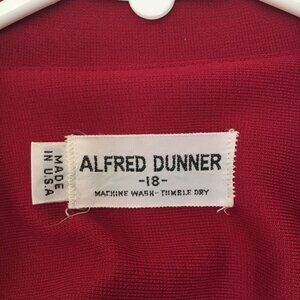 ALFRED DUNNER
-18-
MACHINE WASH- TUMBLE DRY
MADE
IN U.S.A